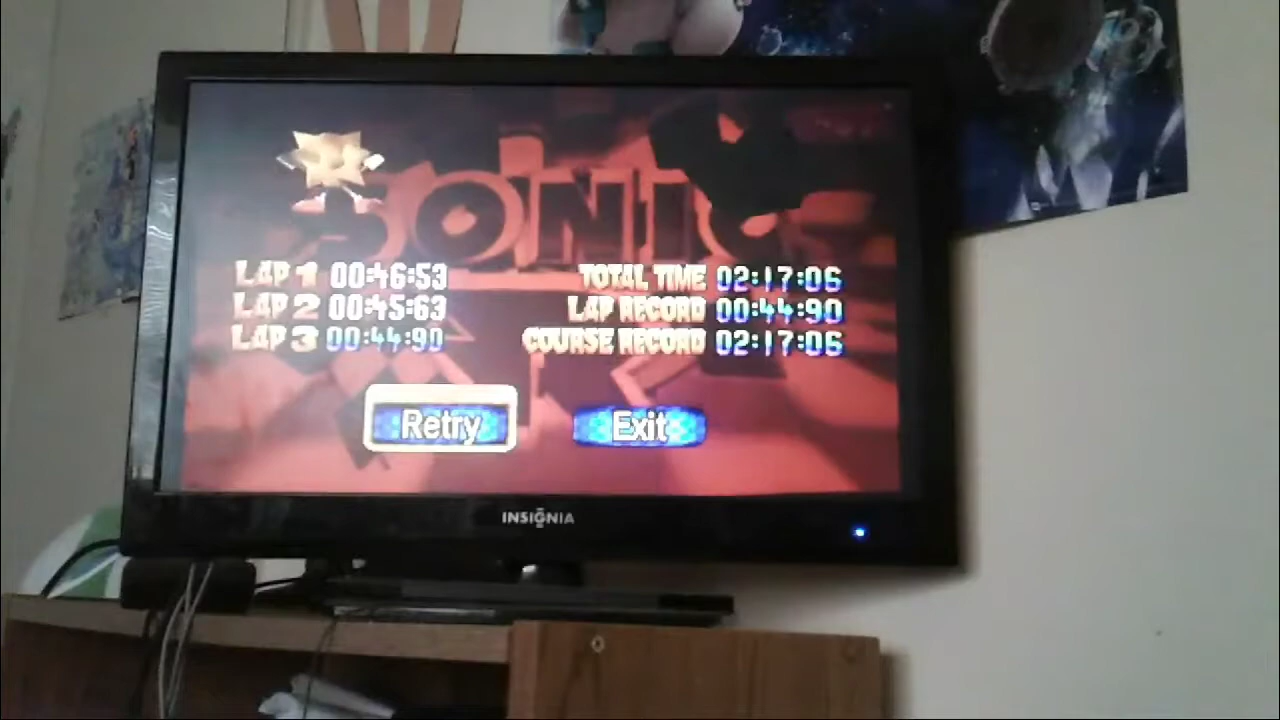 SONIC
LAP 1 00:46:53 TOTAL TIME 02:17:06
LAP 2 00:45:63 LAP RECORD 00:44:90
LAP 3 00:44:90 COURSE RECORD 02:17:06
Retry Exit
INSIGNIA